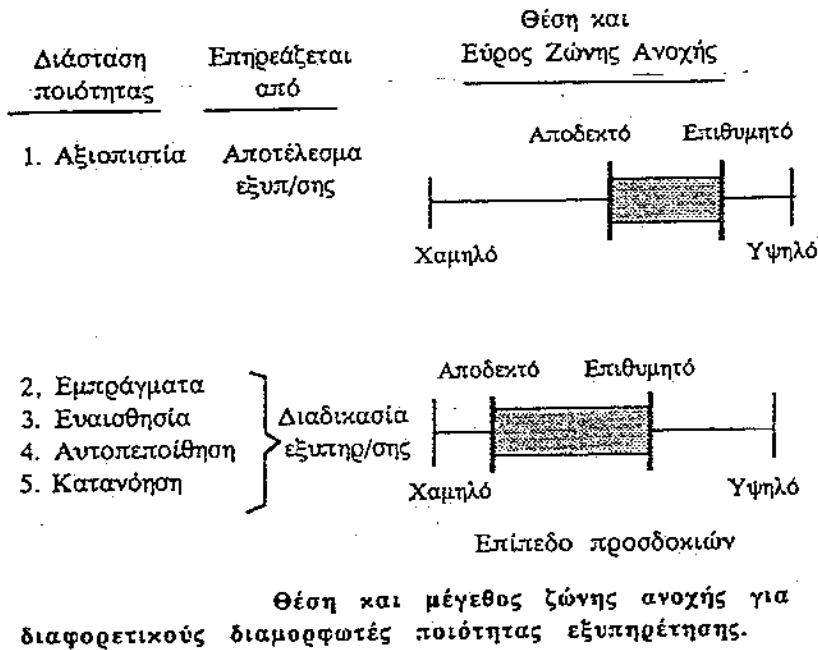 Διάσταση ποιότητας
Επηρεάζεται από
Θέση και
Εύρος Ζώνης Ανοχής
1. Αξιοπιστία
Αποτέλεσμα
εξυπ/σης
Αποδεκτό Επιθυμητό
Χαμηλό Υψηλό
2, Εμπράγματα
3. Ευαισθησία
4. Αυτοπεποίθηση
5. Κατανόηση
Διαδικασία
εξυπηρ/σης
Αποδεκτό Επιθυμητό
Χαμηλό Υψηλό
Επίπεδο προσδοκιών
Θέση και μέγεθος ζώνης ανοχής για
διαφορετικούς διαμορφωτές ποιότητας εξυπηρέτησης.